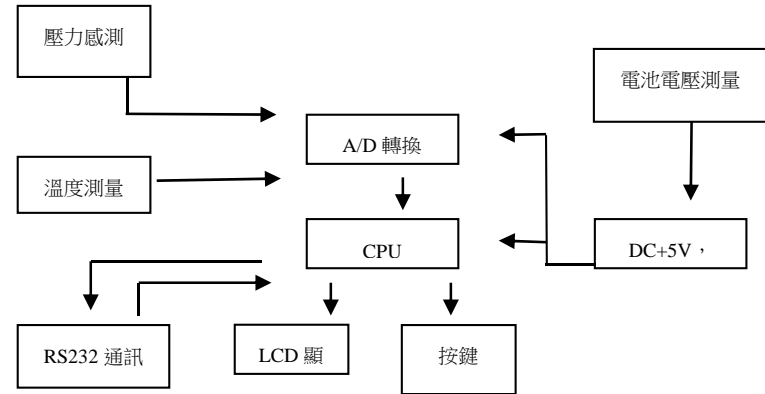 壓力感測
電池電壓測量
A/D 轉換
溫度測量
CPU
DC+5V，
RS232 通訊
LCD 顯
按鍵